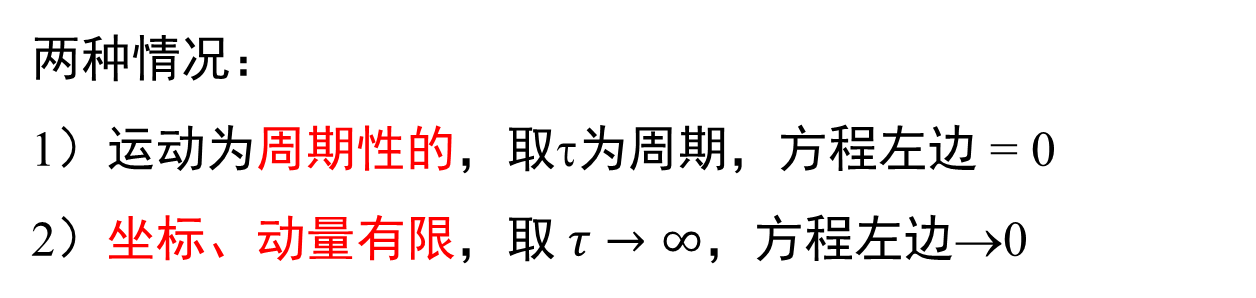 两种情况：
1）运动为周期性的，取τ为周期，方程左边 = 0
2）坐标、动量有限，取 τ → ∞，方程左边→0